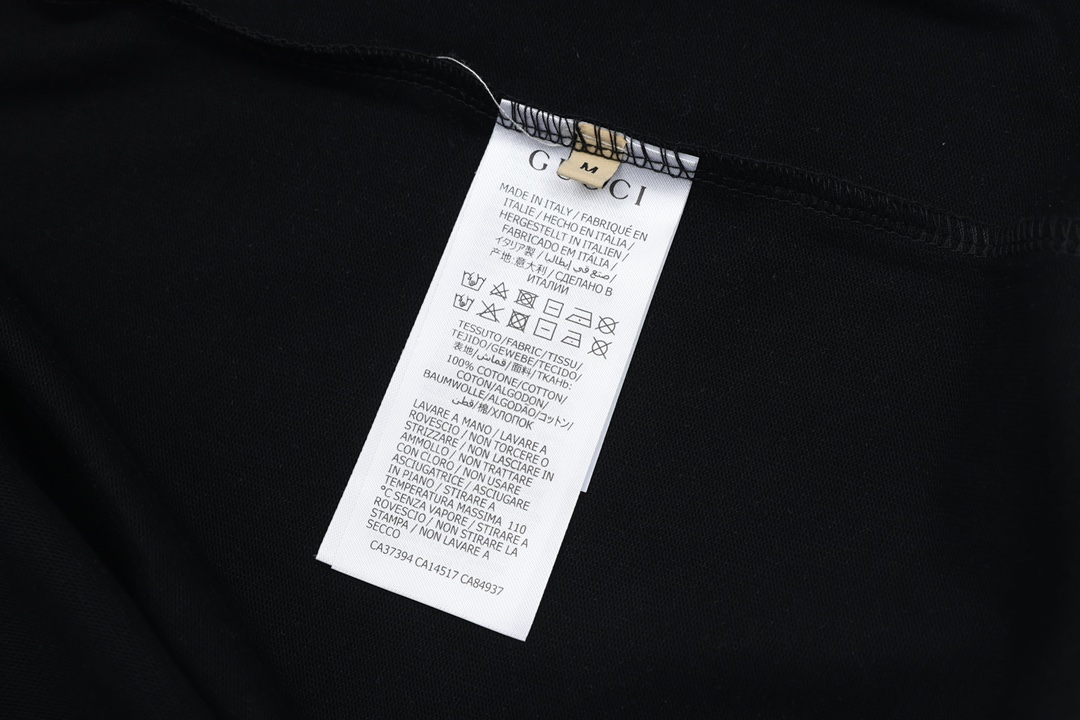 GUCCI
M
MADE IN ITALY / FABRIQUÉ EN
ITALIE / HECHO EN ITALIA /
HERGESTELLT IN ITALIEN /
FABRICADO EM ITÁLIA /
イタリア製 / صنع في إيطاليا /
产地:意大利 / СДЕЛАНО В
ИТАЛИИ
TESSUTO/FABRIC/TISSU/
TEJIDO/GEWEBE/TECIDO/
表地/قماش/面料/ТКАНЬ:
100% COTONE/COTTON/
COTON/ALGODON/
BAUMWOLLE/ALGODÃO/コットン/
قطن/棉/ХЛОПОК
LAVARE A MANO / LAVARE A
ROVESCIO / NON TORCERE O
STRIZZARE / NON LASCIARE IN
AMMOLLO / NON TRATTARE
CON CLORO / NON USARE
ASCIUGATRICE / ASCIUGARE
IN PIANO / STIRARE A
TEMPERATURA MASSIMA 110
°C SENZA VAPORE / STIRARE A
ROVESCIO / NON STIRARE LA
STAMPA / NON LAVARE A
SECCO
CA37394 CA14517 CA84937